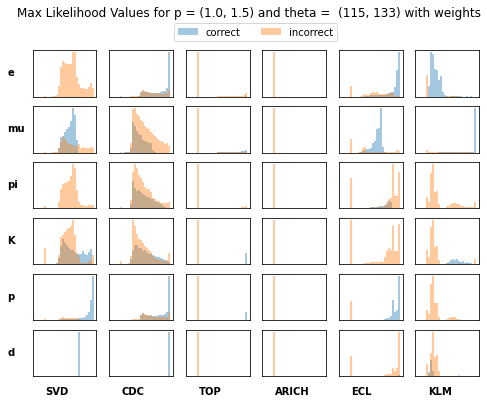 Max Likelihood Values for p = (1.0, 1.5) and theta =  (115, 133) with weights
correct incorrect
e
mu
pi
K
p
d
SVD CDC TOP ARICH ECL KLM